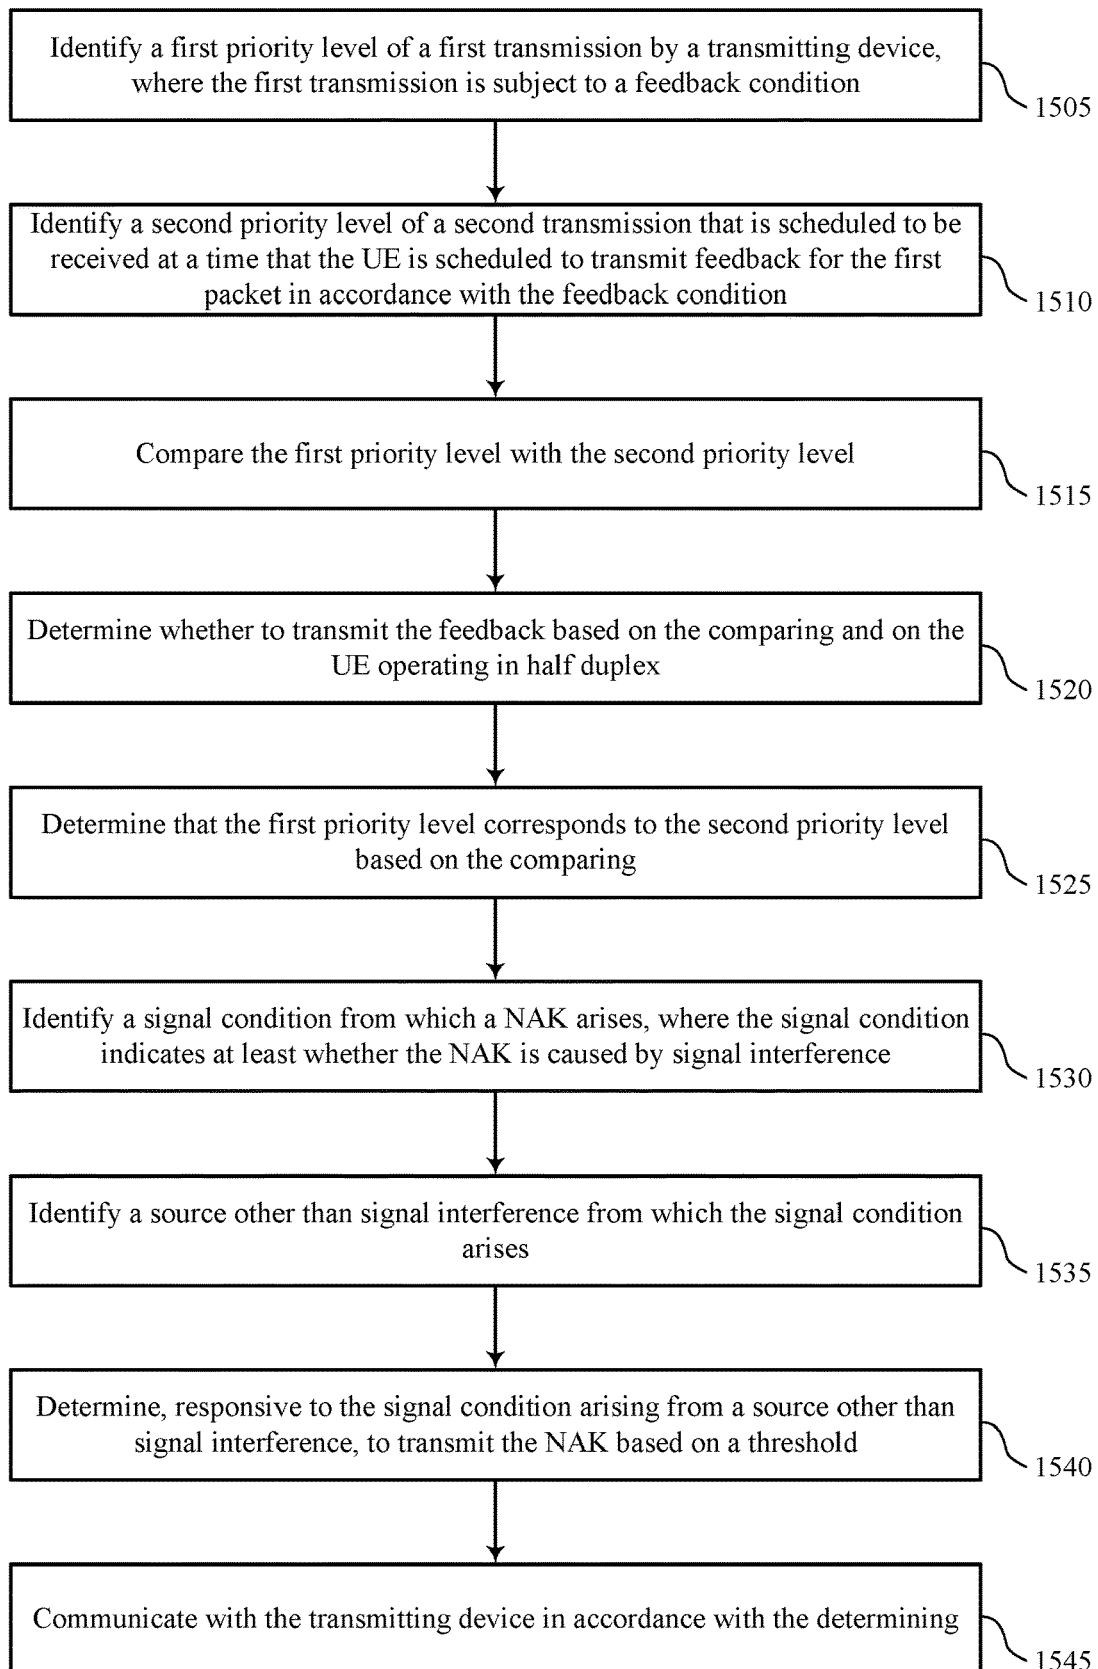 Identify a first priority level of a first transmission by a transmitting device,
where the first transmission is subject to a feedback condition
1505
Identify a second priority level of a second transmission that is scheduled to be
received at a time that the UE is scheduled to transmit feedback for the first
packet in accordance with the feedback condition
1510
Compare the first priority level with the second priority level
1515
Determine whether to transmit the feedback based on the comparing and on the
UE operating in half duplex
1520
Determine that the first priority level corresponds to the second priority level
based on the comparing
1525
Identify a signal condition from which a NAK arises, where the signal condition
indicates at least whether the NAK is caused by signal interference
1530
Identify a source other than signal interference from which the signal condition
arises
1535
Determine, responsive to the signal condition arising from a source other than
signal interference, to transmit the NAK based on a threshold
1540
Communicate with the transmitting device in accordance with the determining
1545